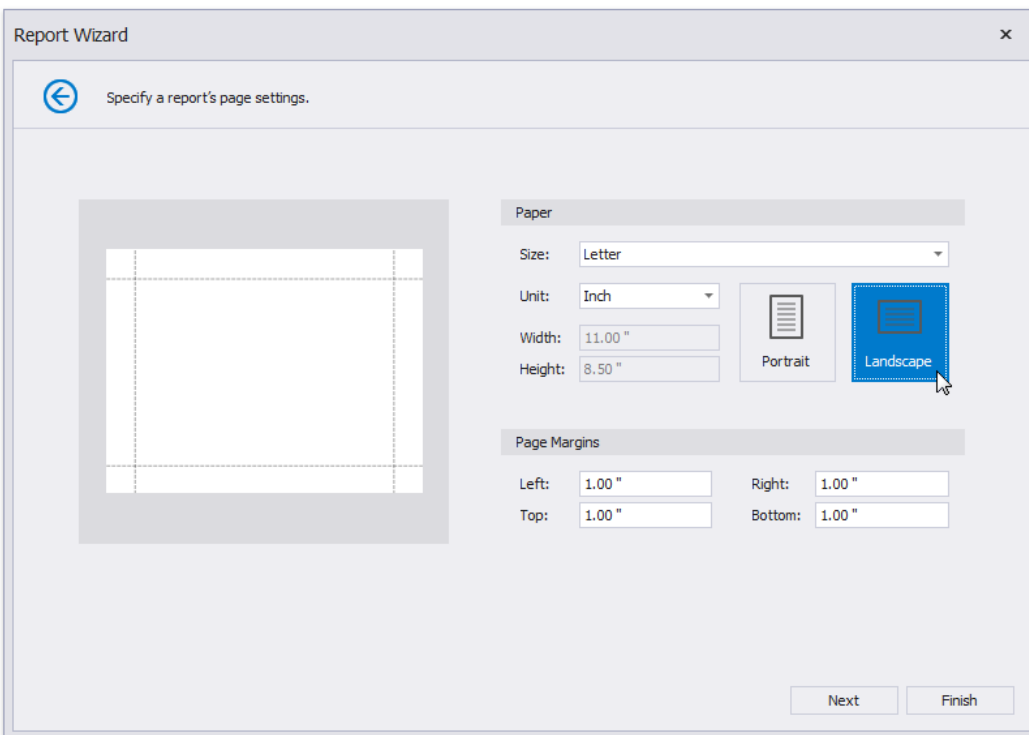 Report Wizard
Specify a report's page settings.
Paper
Size: Letter
Unit: Inch
Width: 11.00 "
Height: 8.50 "
Portrait
Landscape
Page Margins
Left: 1.00 " Right: 1.00 "
Top: 1.00 " Bottom: 1.00 "
Next Finish